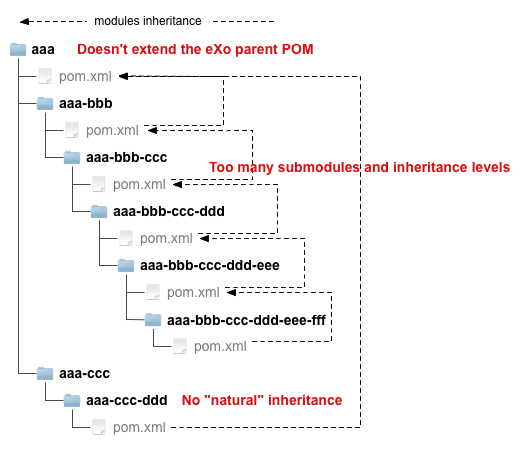 modules inheritance
aaa Doesn't extend the eXo parent POM
pom.xml
aaa-bbb
pom.xml
aaa-bbb-ccc
Too many submodules and inheritance levels
pom.xml
aaa-bbb-ccc-ddd
pom.xml
aaa-bbb-ccc-ddd-eee
pom.xml
aaa-bbb-ccc-ddd-eee-fff
pom.xml
aaa-ccc
aaa-ccc-ddd No "natural" inheritance
pom.xml